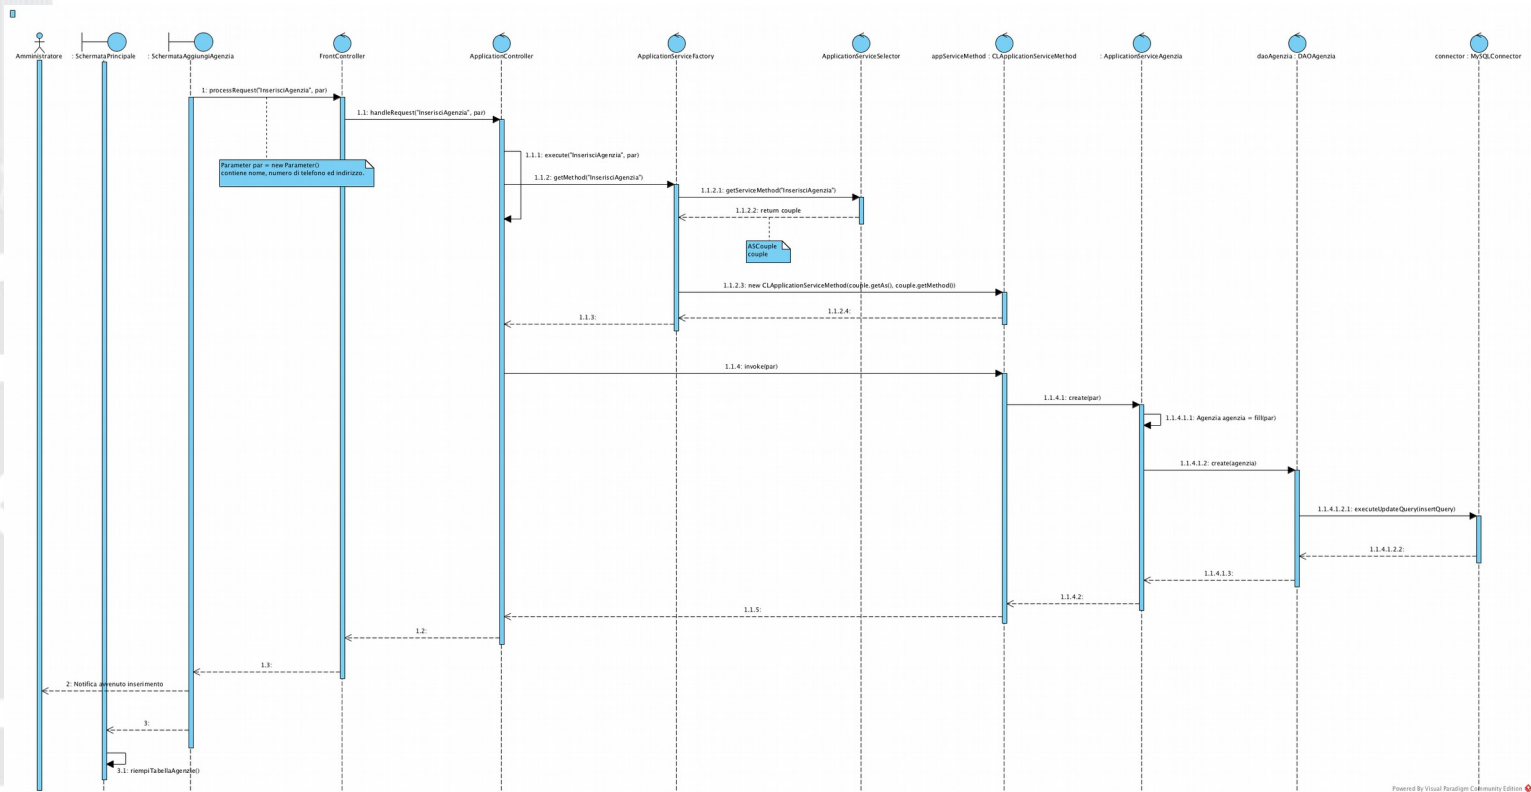 Amministratore
: SchermataPrincipale
: SchermataAggiungiAgenzia
FrontController
ApplicationController
ApplicationServiceFactory
ApplicationServiceSelector
appServiceMethod : CLApplicationServiceMethod
: ApplicationServiceAgenzia
daoAgenzia : DAOAgenzia
connector : MySQLConnector
1: processRequest("InserisciAgenzia", par)
1.1: handleRequest("InserisciAgenzia", par)
1.1.1: execute("InserisciAgenzia", par)
Parameter par = new Parameter()
contiene nome, numero di telefono ed indirizzo.
1.1.2: getMethod("InserisciAgenzia")
1.1.2.1: getServiceMethod("InserisciAgenzia")
1.1.2.2: return couple
ASCouple
couple
1.1.2.3: new CLApplicationServiceMethod(couple.getAs(), couple.getMethod())
1.1.2.4:
1.1.3:
1.1.4: invoke(par)
1.1.4.1: create(par)
1.1.4.1.1: Agenzia agenzia = fill(par)
1.1.4.1.2: create(agenzia)
1.1.4.1.2.1: executeUpdateQuery(insertQuery)
1.1.4.1.2.2:
1.1.4.1.3:
1.1.4.2:
1.1.5:
1.2:
1.3:
2: Notifica avvenuto inserimento
3:
3.1: riempiTabellaAgenzie()
Powered By Visual Paradigm Community Edition